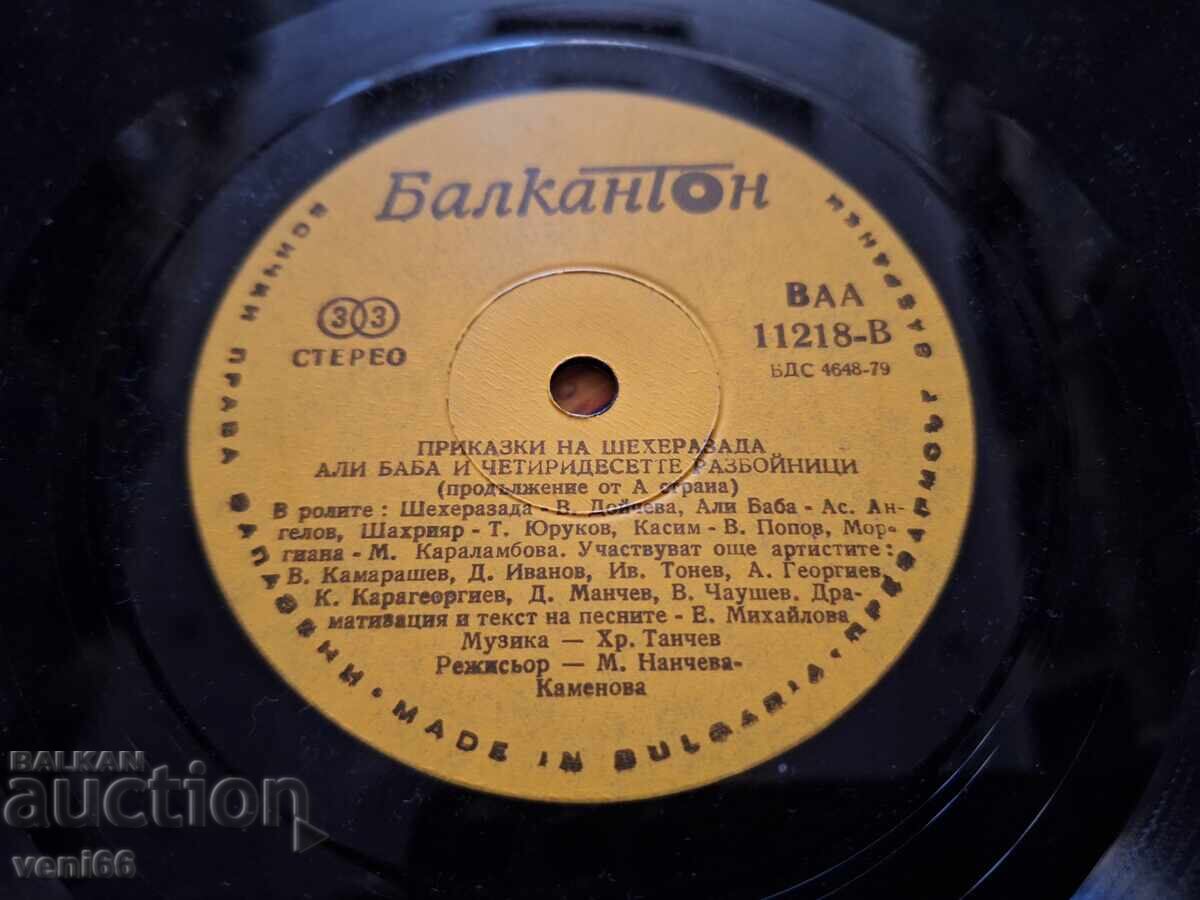 Балкантон
33
СТЕРЕО
ВАА
11218-В
БДС 4648-79
ПРИКАЗКИ НА ШЕХЕРАЗАДА
АЛИ БАБА И ЧЕТИРИДЕСЕТТЕ РАЗБОЙНИЦИ
(продължение от А страна)
В ролите: Шехеразада - В. Дойчева, Али Баба - Ас. Ан-
гелов, Шахрияр - Т. Юруков, Касим - В. Попов, Мор-
гиана - М. Караламбова. Участвуват още артистите:
В. Камарашев, Д. Иванов, Ив. Тонев, А. Георгиев,
К. Карагеоргиев, Д. Манчев, В. Чаушев. Дра-
матизация и текст на песните - Е. Михайлова
Музика — Хр. Танчев
Режисьор — М. Нанчева-
Каменова
ВСИЧКИ ПРАВА ЗАПАЗЕНИ • MADE IN BULGARIA •
BALKAN
auction
veni66